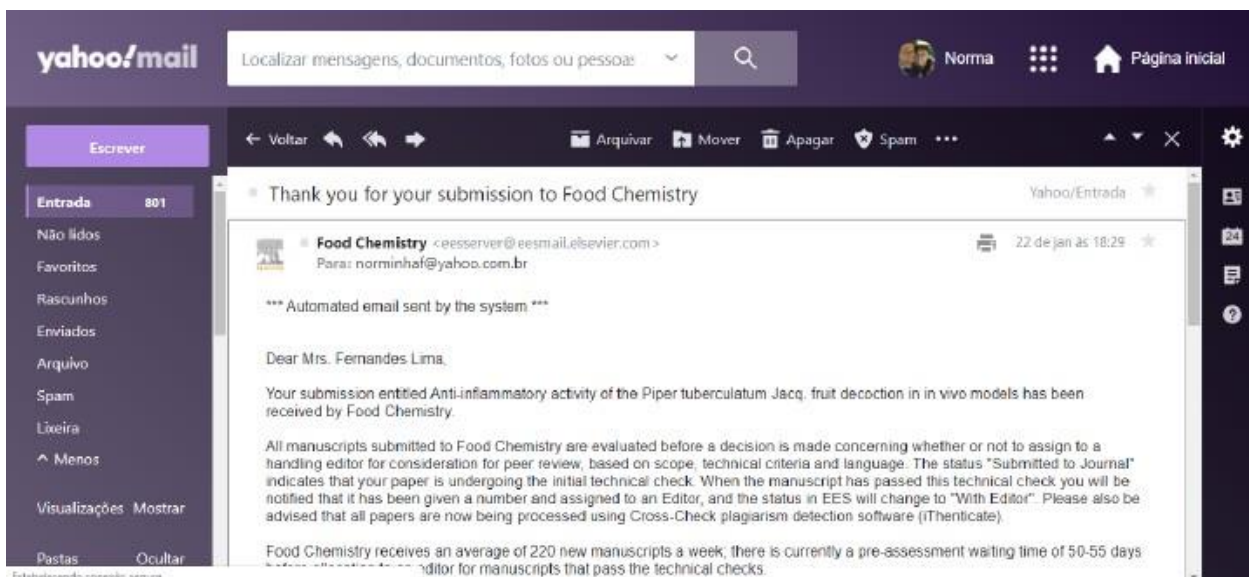 yahoo!mail
Localizar mensagens, documentos, fotos ou pessoas
Norma
Página inicial
Escrever
← Voltar
Arquivar
Mover
Apagar
Spam
•••
Entrada 801
Não lidos
Favoritos
Rascunhos
Enviados
Arquivo
Spam
Lixeira
^ Menos
Visualizações Mostrar
Pastas Ocultar
Thank you for your submission to Food Chemistry
Yahoo/Entrada
Food Chemistry <eesserver@eesmail.elsevier.com>
22 de jan às 18:29
Para: norminhaf@yahoo.com.br
*** Automated email sent by the system ***
Dear Mrs. Fernandes Lima,
Your submission entitled Anti-inflammatory activity of the Piper tuberculatum Jacq. fruit decoction in in vivo models has been
received by Food Chemistry.
All manuscripts submitted to Food Chemistry are evaluated before a decision is made concerning whether or not to assign to a
handling editor for consideration for peer review, based on scope, technical criteria and language. The status "Submitted to Journal"
indicates that your paper is undergoing the initial technical check. When the manuscript has passed this technical check you will be
notified that it has been given a number and assigned to an Editor, and the status in EES will change to "With Editor". Please also be
advised that all papers are now being processed using Cross-Check plagiarism detection software (iThenticate).
Food Chemistry receives an average of 220 new manuscripts a week; there is currently a pre-assessment waiting time of 50-55 days
editor for manuscripts that pass the technical checks.
24